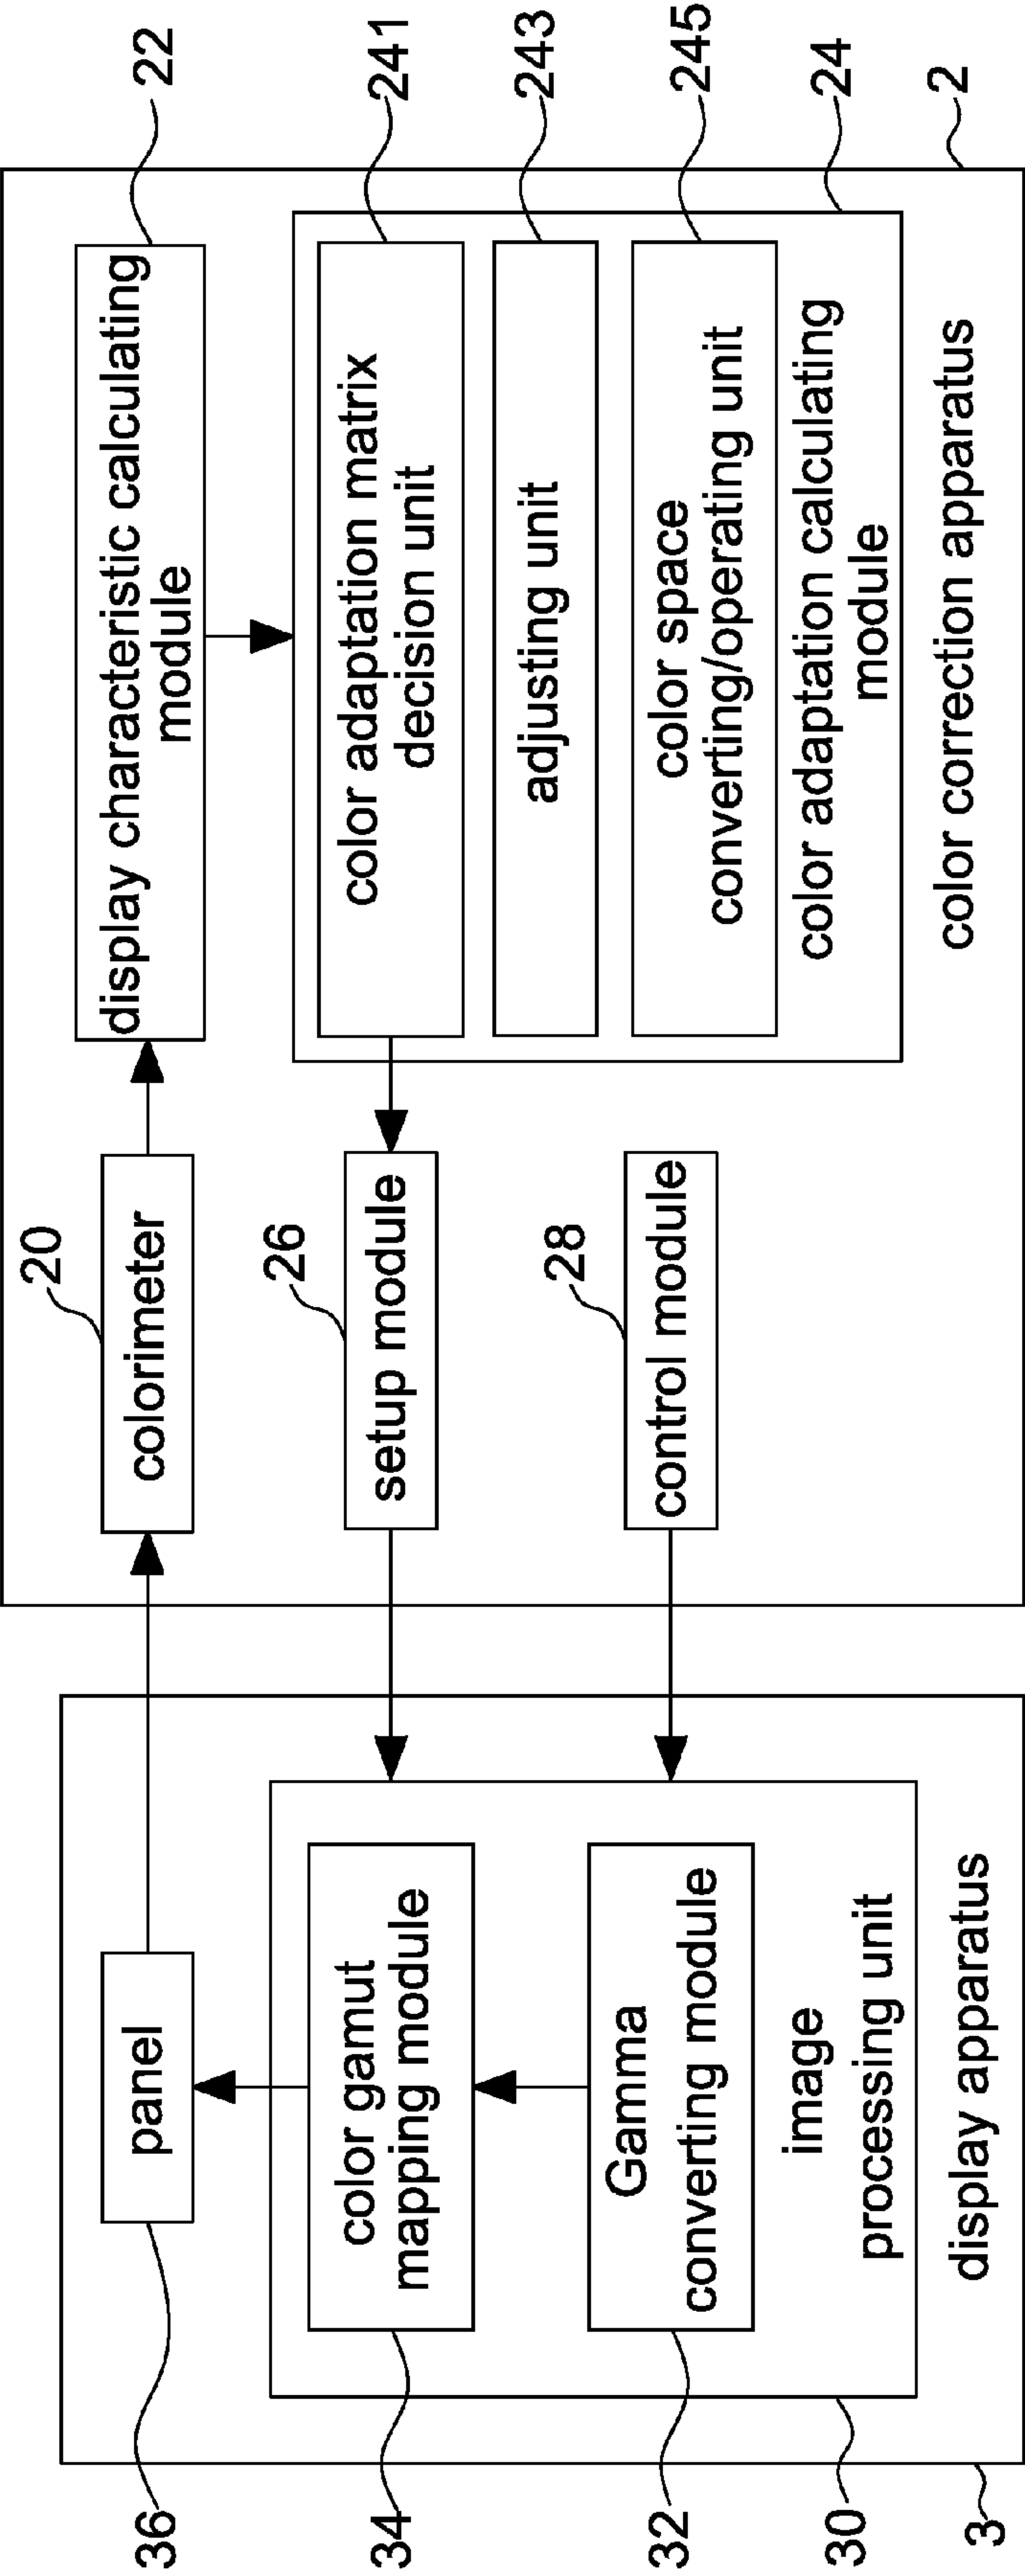 36
panel
20
colorimeter
display characteristic calculating
module
22
34
color gamut
mapping module
26
setup module
color adaptation matrix
decision unit
241
adjusting unit
243
32
Gamma
converting module
28
control module
color space
converting/operating unit
245
30
image
processing unit
color adaptation calculating
module
24
3
display apparatus
color correction apparatus
2